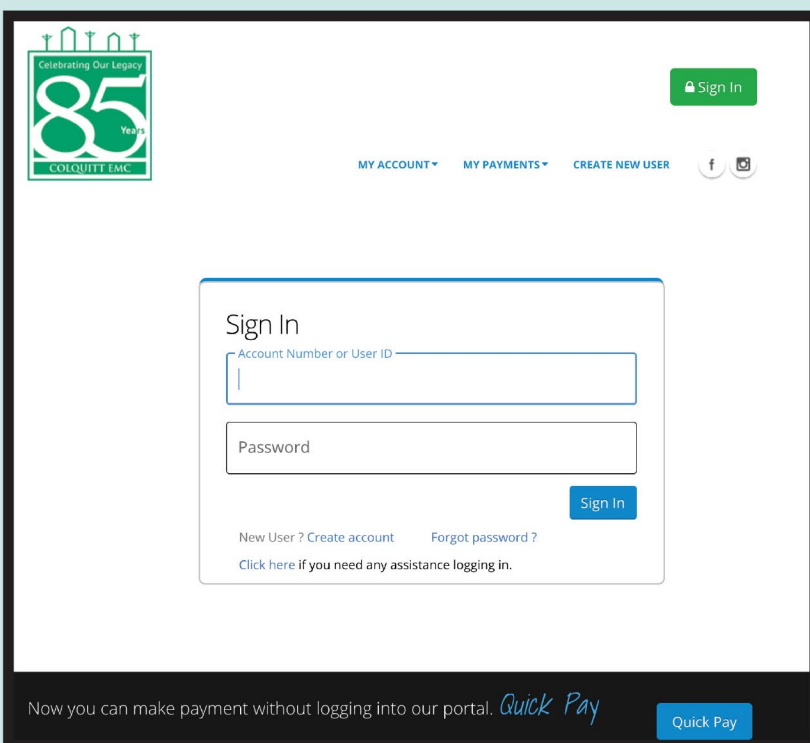 Celebrating Our Legacy
85
Years
COLQUITT EMC
Sign In
MY ACCOUNT MY PAYMENTS CREATE NEW USER f
Sign In
Account Number or User ID
Password
Sign In
New User ? Create account Forgot password ?
Click here if you need any assistance logging in.
Now you can make payment without logging into our portal. Quick Pay
Quick Pay